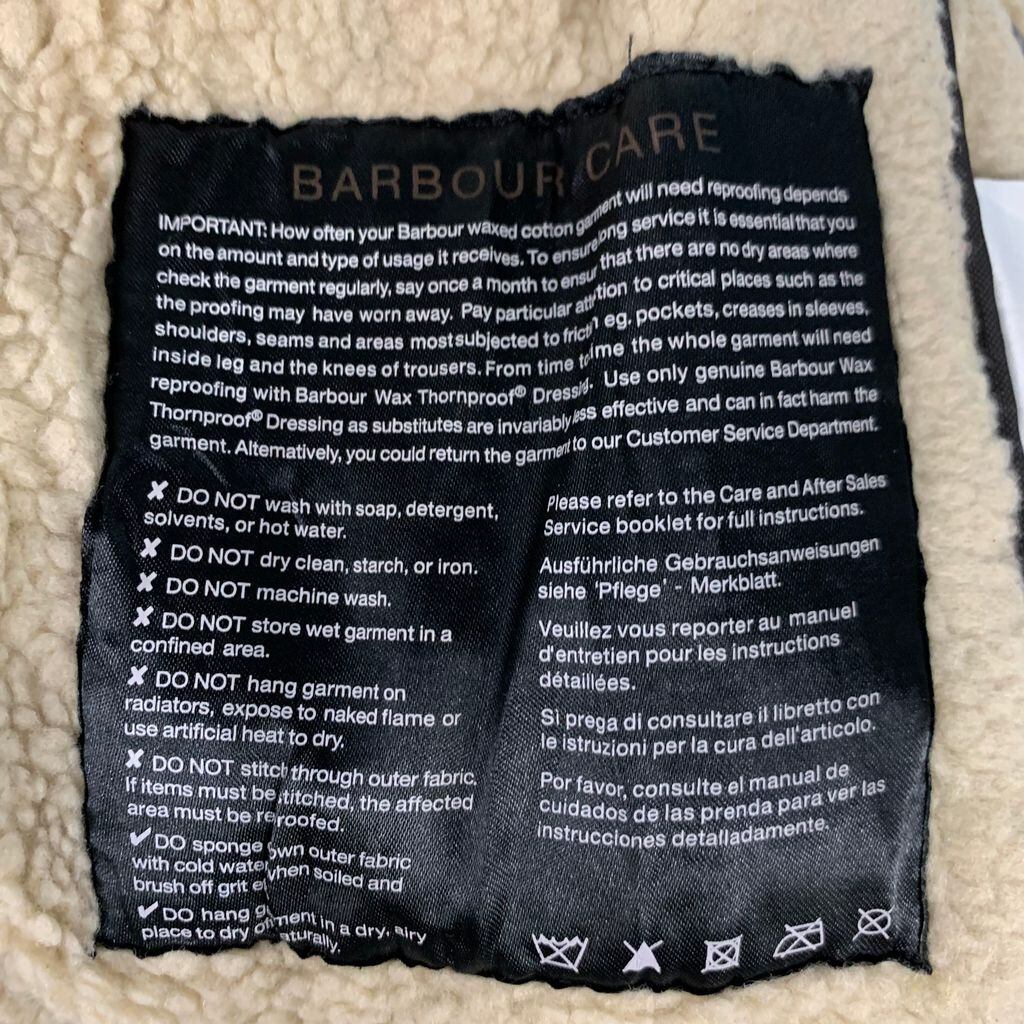 BARBOUR CARE
IMPORTANT: How often your Barbour waxed cotton garment will need reproofing depends
on the amount and type of usage it receives. To ensure long service it is essential that you
check the garment regularly, say once a month to ensur that there are no dry areas where
the proofing may have worn away. Pay particular attention to critical places such as the
shoulders, seams and areas most subjected to friction eg. pockets, creases in sleeves,
inside leg and the knees of trousers. From time to time the whole garment will need
reproofing with Barbour Wax Thornproof® Dressing. Use only genuine Barbour Wax
Thornproof® Dressing as substitutes are invariably less effective and can in fact harm the
garment. Alternatively, you could return the garment to our Customer Service Department.
✘ DO NOT wash with soap, detergent,
solvents, or hot water.
✘ DO NOT dry clean, starch, or iron.
✘ DO NOT machine wash.
✘ DO NOT store wet garment in a
confined area.
✘ DO NOT hang garment on
radiators, expose to naked flame or
use artificial heat to dry.
✘ DO NOT stitch through outer fabric.
If items must be stitched, the affected
area must be reproofed.
✔ DO sponge down outer fabric
with cold water when soiled and
brush off grit etc
✔ DO hang garment in a dry, airy
place to dry off naturally.
Please refer to the Care and After Sales
Service booklet for full instructions.
Ausführliche Gebrauchsanweisungen
siehe 'Pflege' - Merkblatt.
Veuillez vous reporter au manuel
d'entretien pour les instructions
détaillées.
Si prega di consultare il libretto con
le istruzioni per la cura dell'articolo.
Por favor, consulte el manual de
cuidados de las prenda para ver las
instrucciones detalladamente.